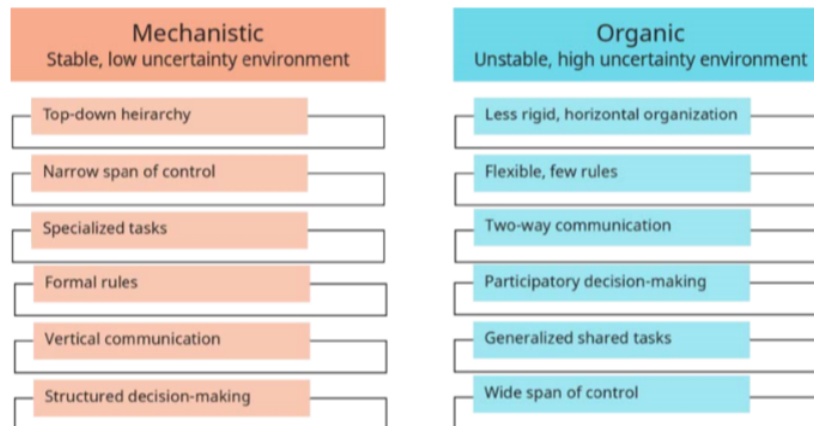 Mechanistic
Stable, low uncertainty environment
Top-down heirarchy
Narrow span of control
Specialized tasks
Formal rules
Vertical communication
Structured decision-making
Organic
Unstable, high uncertainty environment
Less rigid, horizontal organization
Flexible, few rules
Two-way communication
Participatory decision-making
Generalized shared tasks
Wide span of control